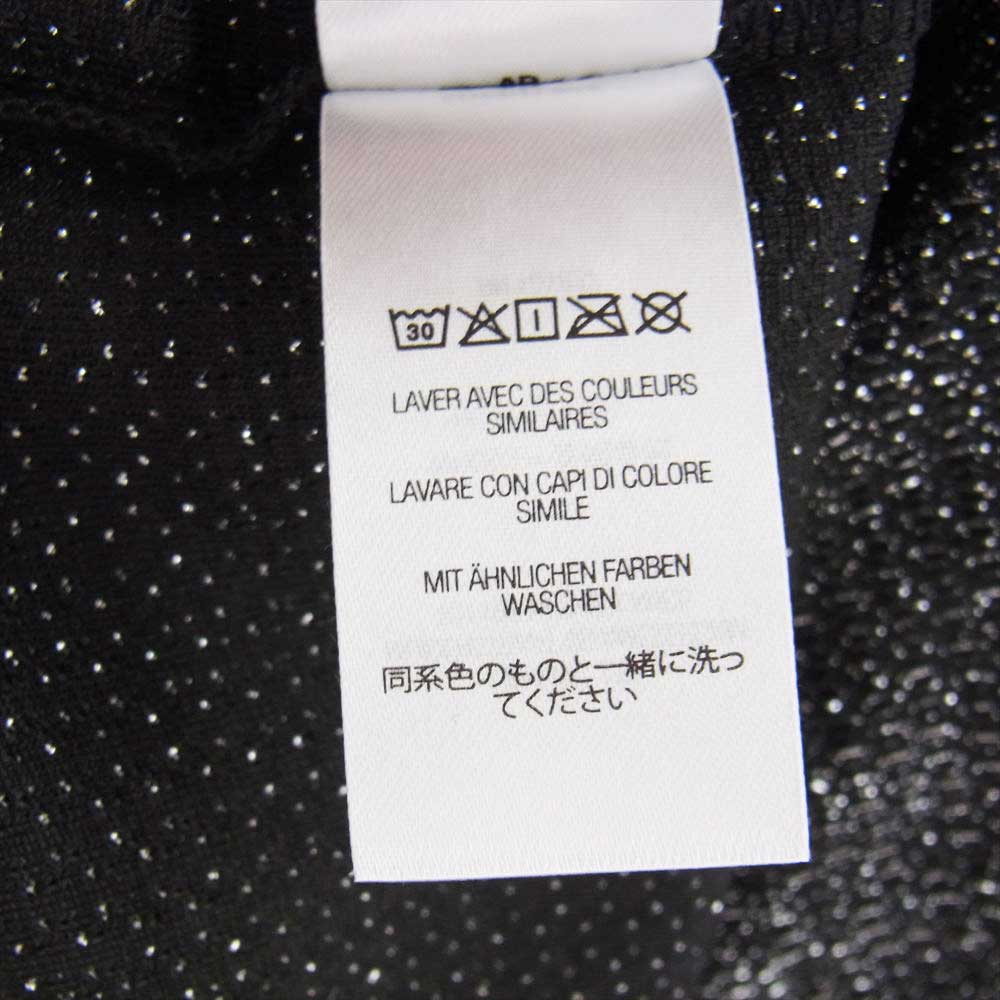 30
LAVER AVEC DES COULEURS
SIMILAIRES
LAVARE CON CAPI DI COLORE
SIMILE
MIT ÄHNLICHEN FARBEN
WASCHEN
同系色のものと一緒に洗っ
てください